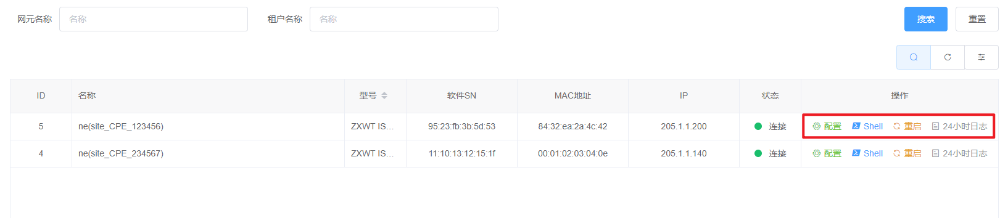 网元名称 名称 租户名称 名称 搜索 重置
ID 名称 型号 软件SN MAC地址 IP 状态 操作
5 ne(site_CPE_123456) ZXWT IS... 95:23:fb:3b:5d:53 84:32:ea:2a:4c:42 205.1.1.200 连接 配置 Shell 重启 24小时日志
4 ne(site_CPE_234567) ZXWT IS... 11:10:13:12:15:1f 00:01:02:03:04:0e 205.1.1.140 连接 配置 Shell 重启 24小时日志